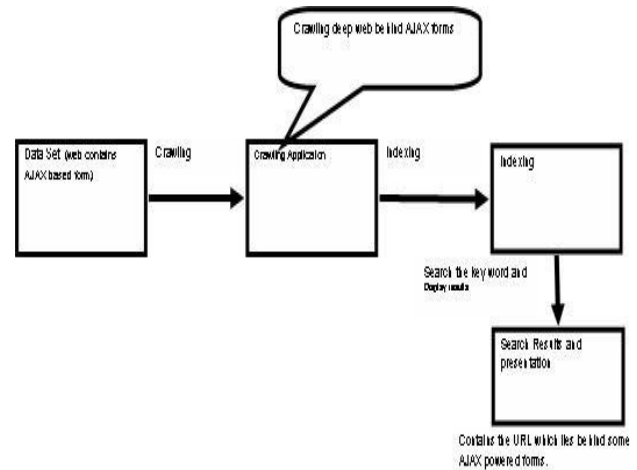 Crawling deep web behind AJAX forms
Data Set (web contains
AJAX based form)
Crawling
Crawling Application
Indexing
Indexing
Search the key word and
Display results
Search Results and
presentation
Contains the URL which lies behind some
AJAX powered forms.